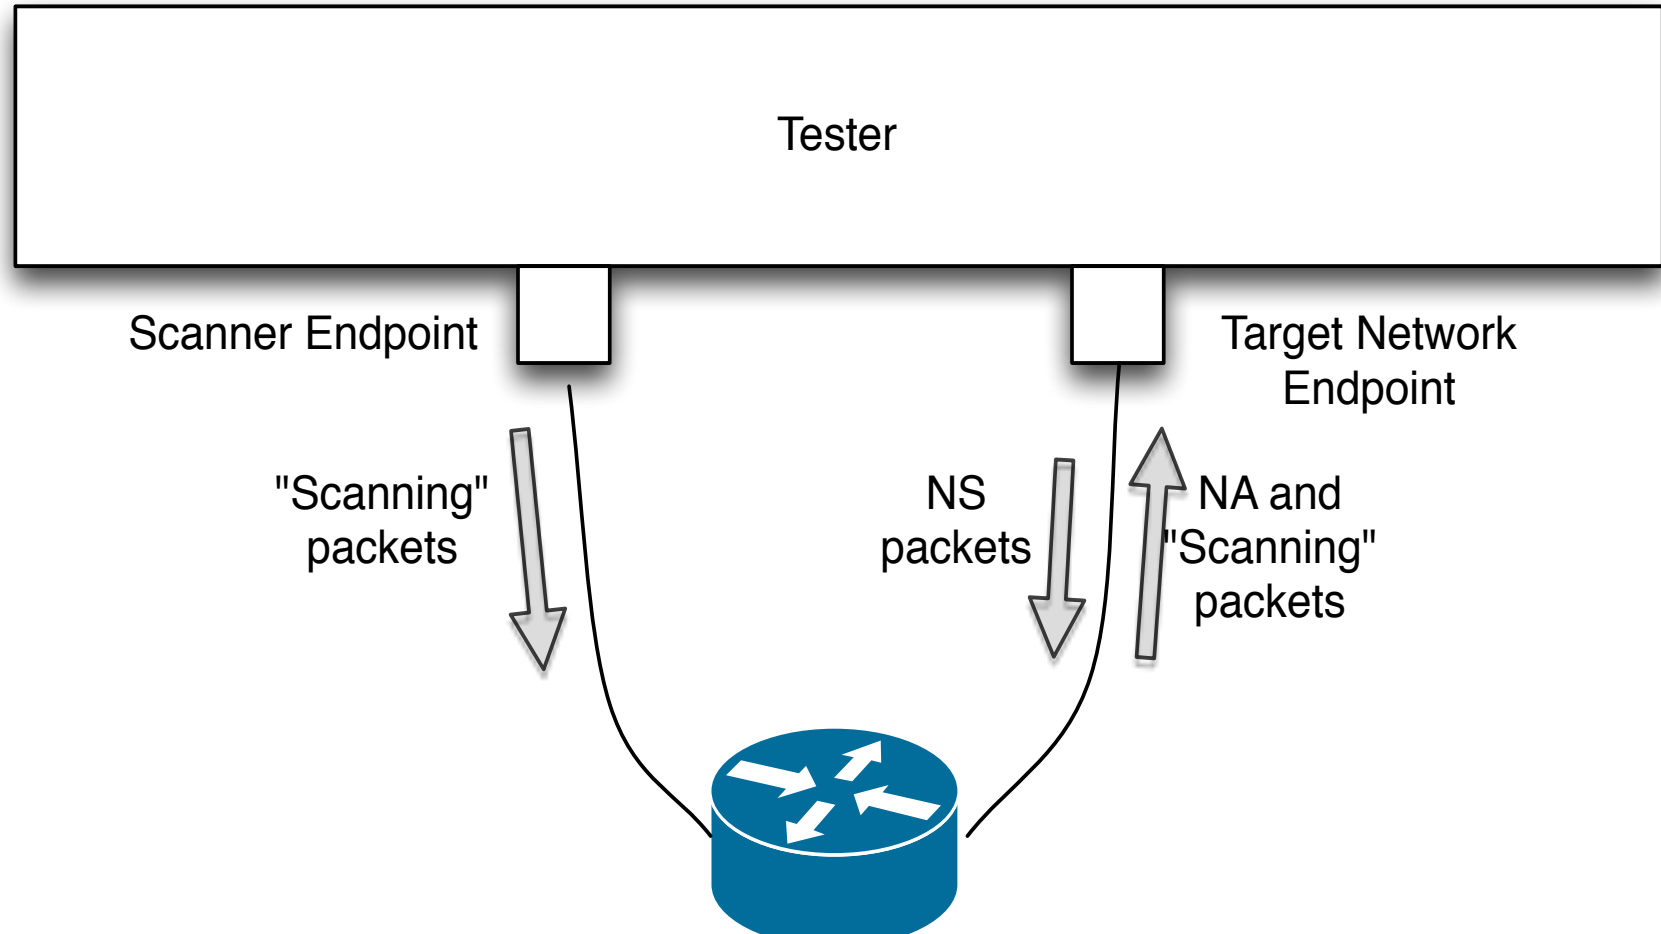 Tester
Scanner Endpoint
Target Network
Endpoint
"Scanning"
packets
NS
packets
NA and
"Scanning"
packets